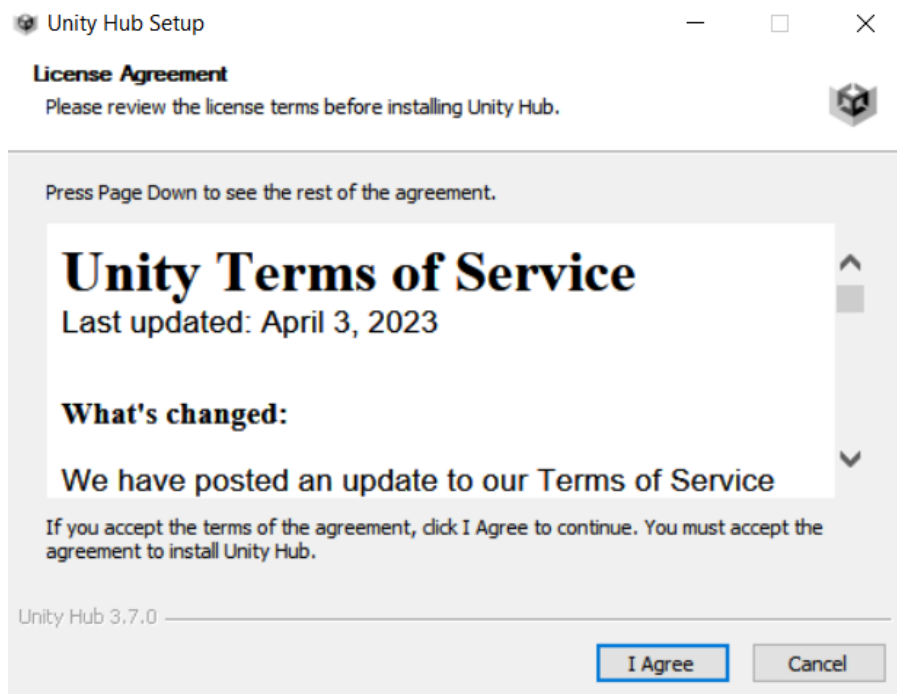 Unity Hub Setup
License Agreement
Please review the license terms before installing Unity Hub.
Press Page Down to see the rest of the agreement.
Unity Terms of Service
Last updated: April 3, 2023
What's changed:
We have posted an update to our Terms of Service
If you accept the terms of the agreement, click I Agree to continue. You must accept the
agreement to install Unity Hub.
Unity Hub 3.7.0
I Agree
Cancel